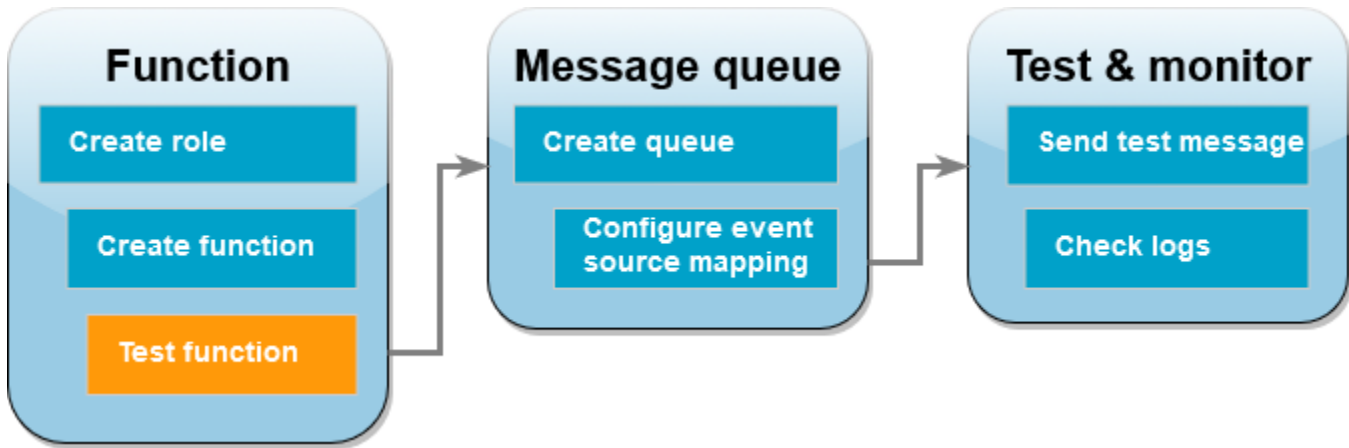 Function
Create role
Create function
Test function
Message queue
Create queue
Configure event
source mapping
Test & monitor
Send test message
Check logs